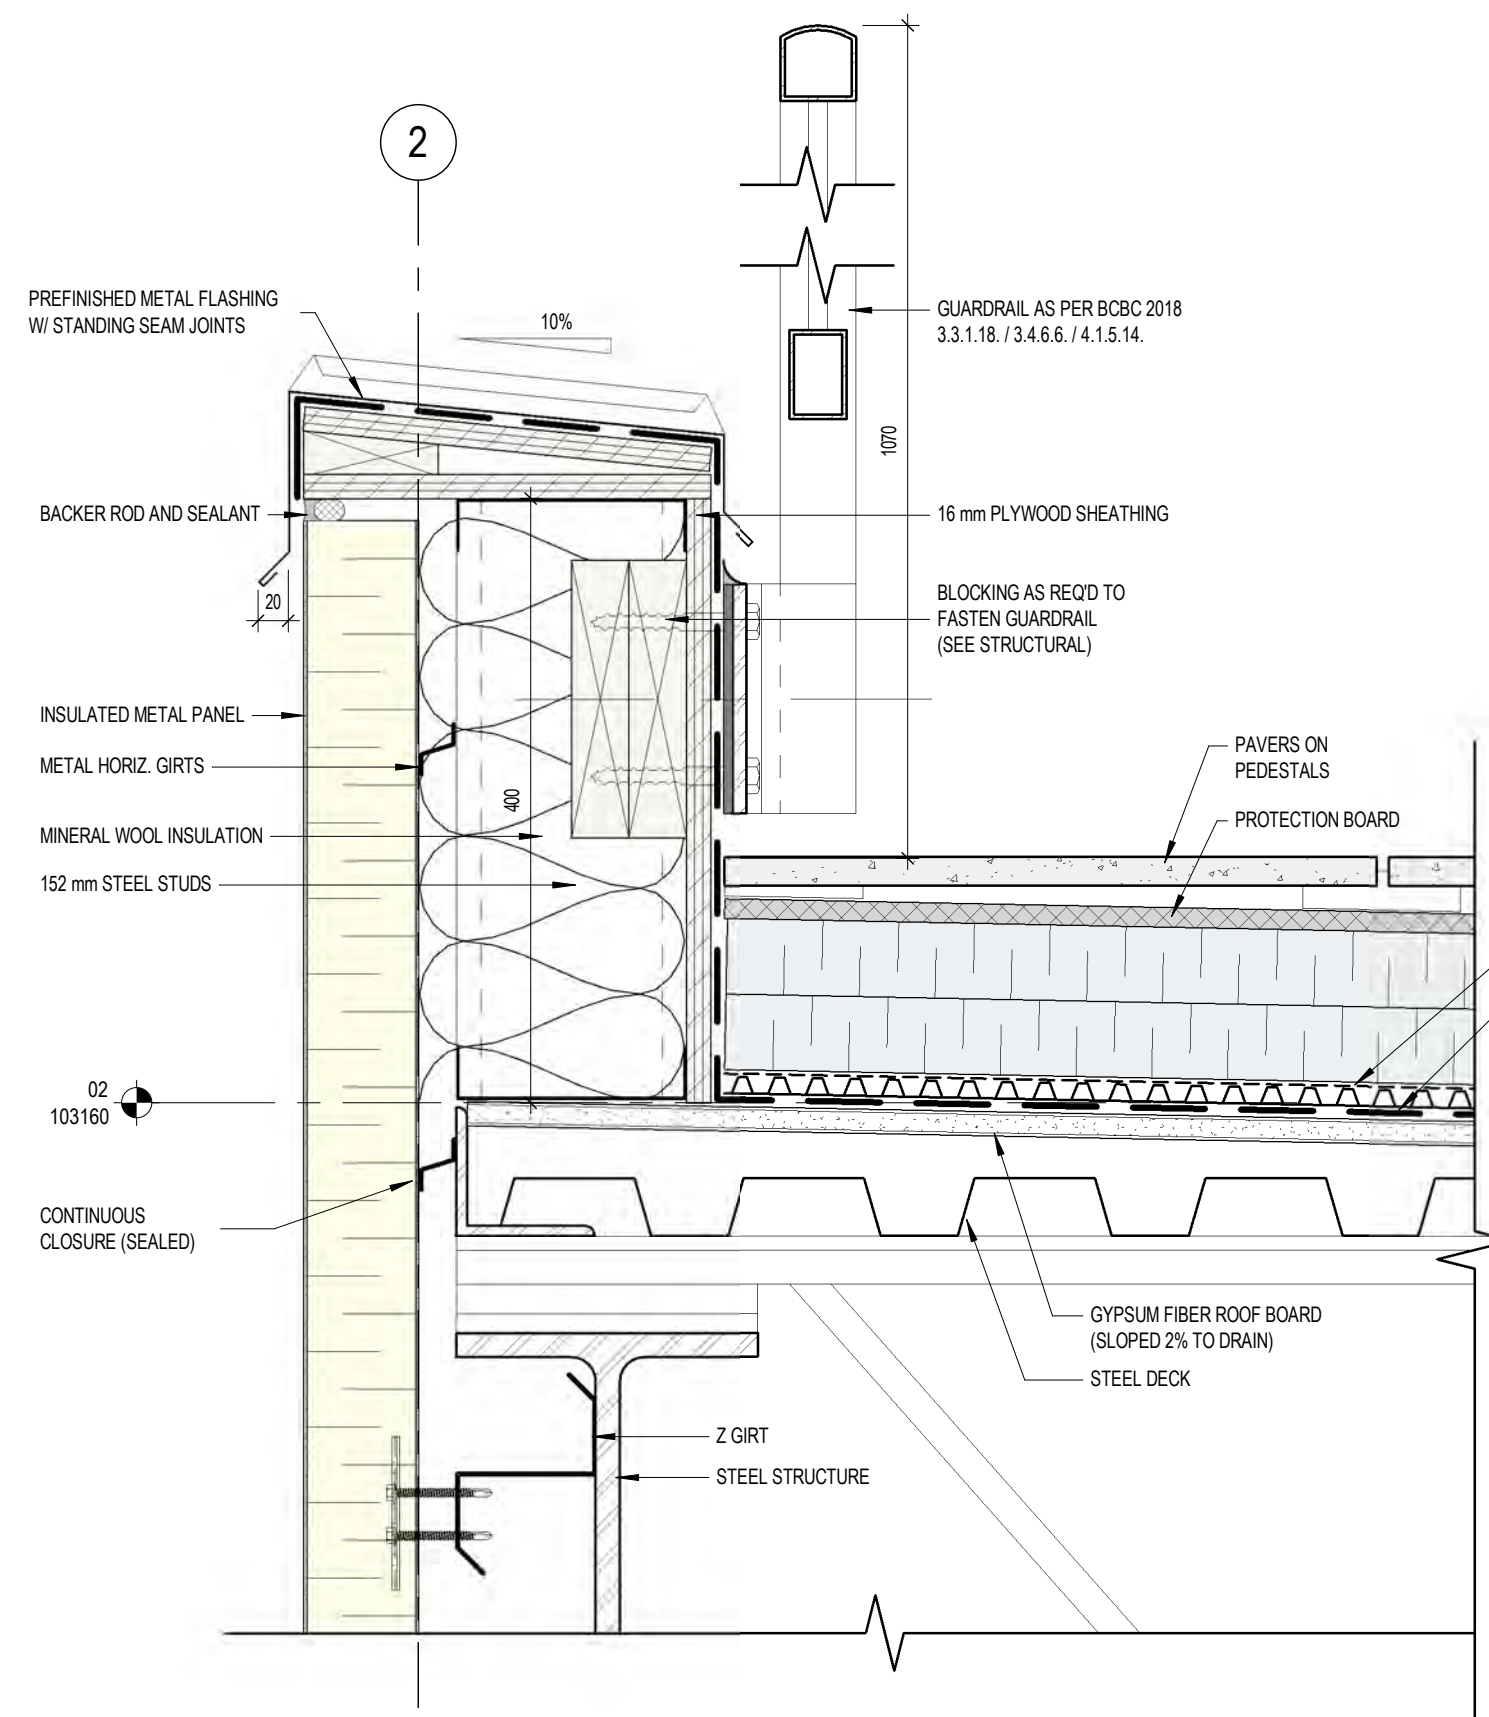 2
PREFINISHED METAL FLASHING
W/ STANDING SEAM JOINTS
10%
GUARDRAIL AS PER BCBC 2018
3.3.1.18. / 3.4.6.6. / 4.1.5.14.
1070
BACKER ROD AND SEALANT
16 mm PLYWOOD SHEATHING
20
BLOCKING AS REQ'D TO
FASTEN GUARDRAIL
(SEE STRUCTURAL)
INSULATED METAL PANEL
METAL HORIZ. GIRTS
PAVERS ON
PEDESTALS
400
PROTECTION BOARD
MINERAL WOOL INSULATION
152 mm STEEL STUDS
02
103160
CONTINUOUS
CLOSURE (SEALED)
GYPSUM FIBER ROOF BOARD
(SLOPED 2% TO DRAIN)
STEEL DECK
Z GIRT
STEEL STRUCTURE